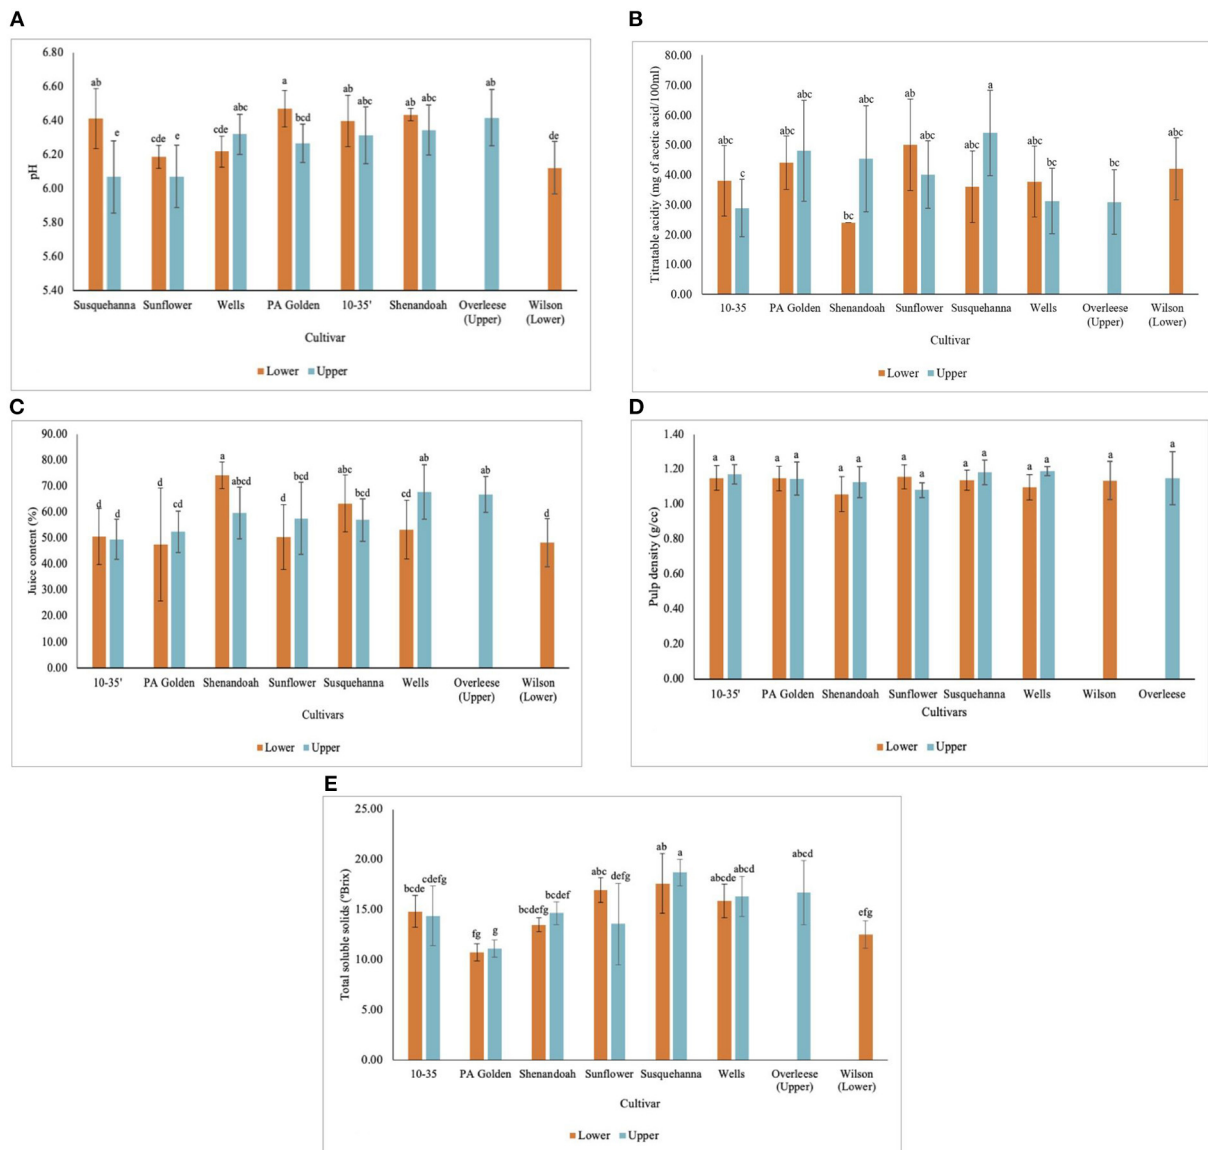 A
6.80
6.60
6.40
6.20
6.00
5.80
5.60
5.40
pH
ab e cde e cde abc a bcd ab abc ab abc ab de
Susquehanna Sunflower Wells PA Golden 10-35' Shenandoah Overleese (Upper) Wilson (Lower)
Cultivar
Lower Upper
B
80.00
70.00
60.00
50.00
40.00
30.00
20.00
10.00
0.00
Titratable acidiy (mg of acetic acid/100ml)
abc c abc abc bc abc ab abc abc a abc bc bc abc
10-35 PA Golden Shenandoah Sunflower Susquehanna Wells Overleese (Upper) Wilson (Lower)
Cultivar
Lower Upper
C
90.00
80.00
70.00
60.00
50.00
40.00
30.00
20.00
10.00
0.00
Juice content (%)
d d d cd a abcd d bcd abc bcd cd ab ab d
10-35' PA Golden Shenandoah Sunflower Susquehanna Wells Overleese (Upper) Wilson (Lower)
Cultivars
Lower Upper
D
1.40
1.20
1.00
0.80
0.60
0.40
0.20
0.00
Pulp density (g/cc)
a a a a a a a a a a a a a a
10-35' PA Golden Shenandoah Sunflower Susquehanna Wells Wilson Overleese
Cultivars
Lower Upper
E
25.00
20.00
15.00
10.00
5.00
0.00
Total soluble solids (ºBrix)
bcde cdefg fg g bcdefg bcdef abc defg ab a abcde abcd abcd efg
10-35 PA Golden Shenandoah Sunflower Susquehanna Wells Overleese (Upper) Wilson (Lower)
Cultivar
Lower Upper